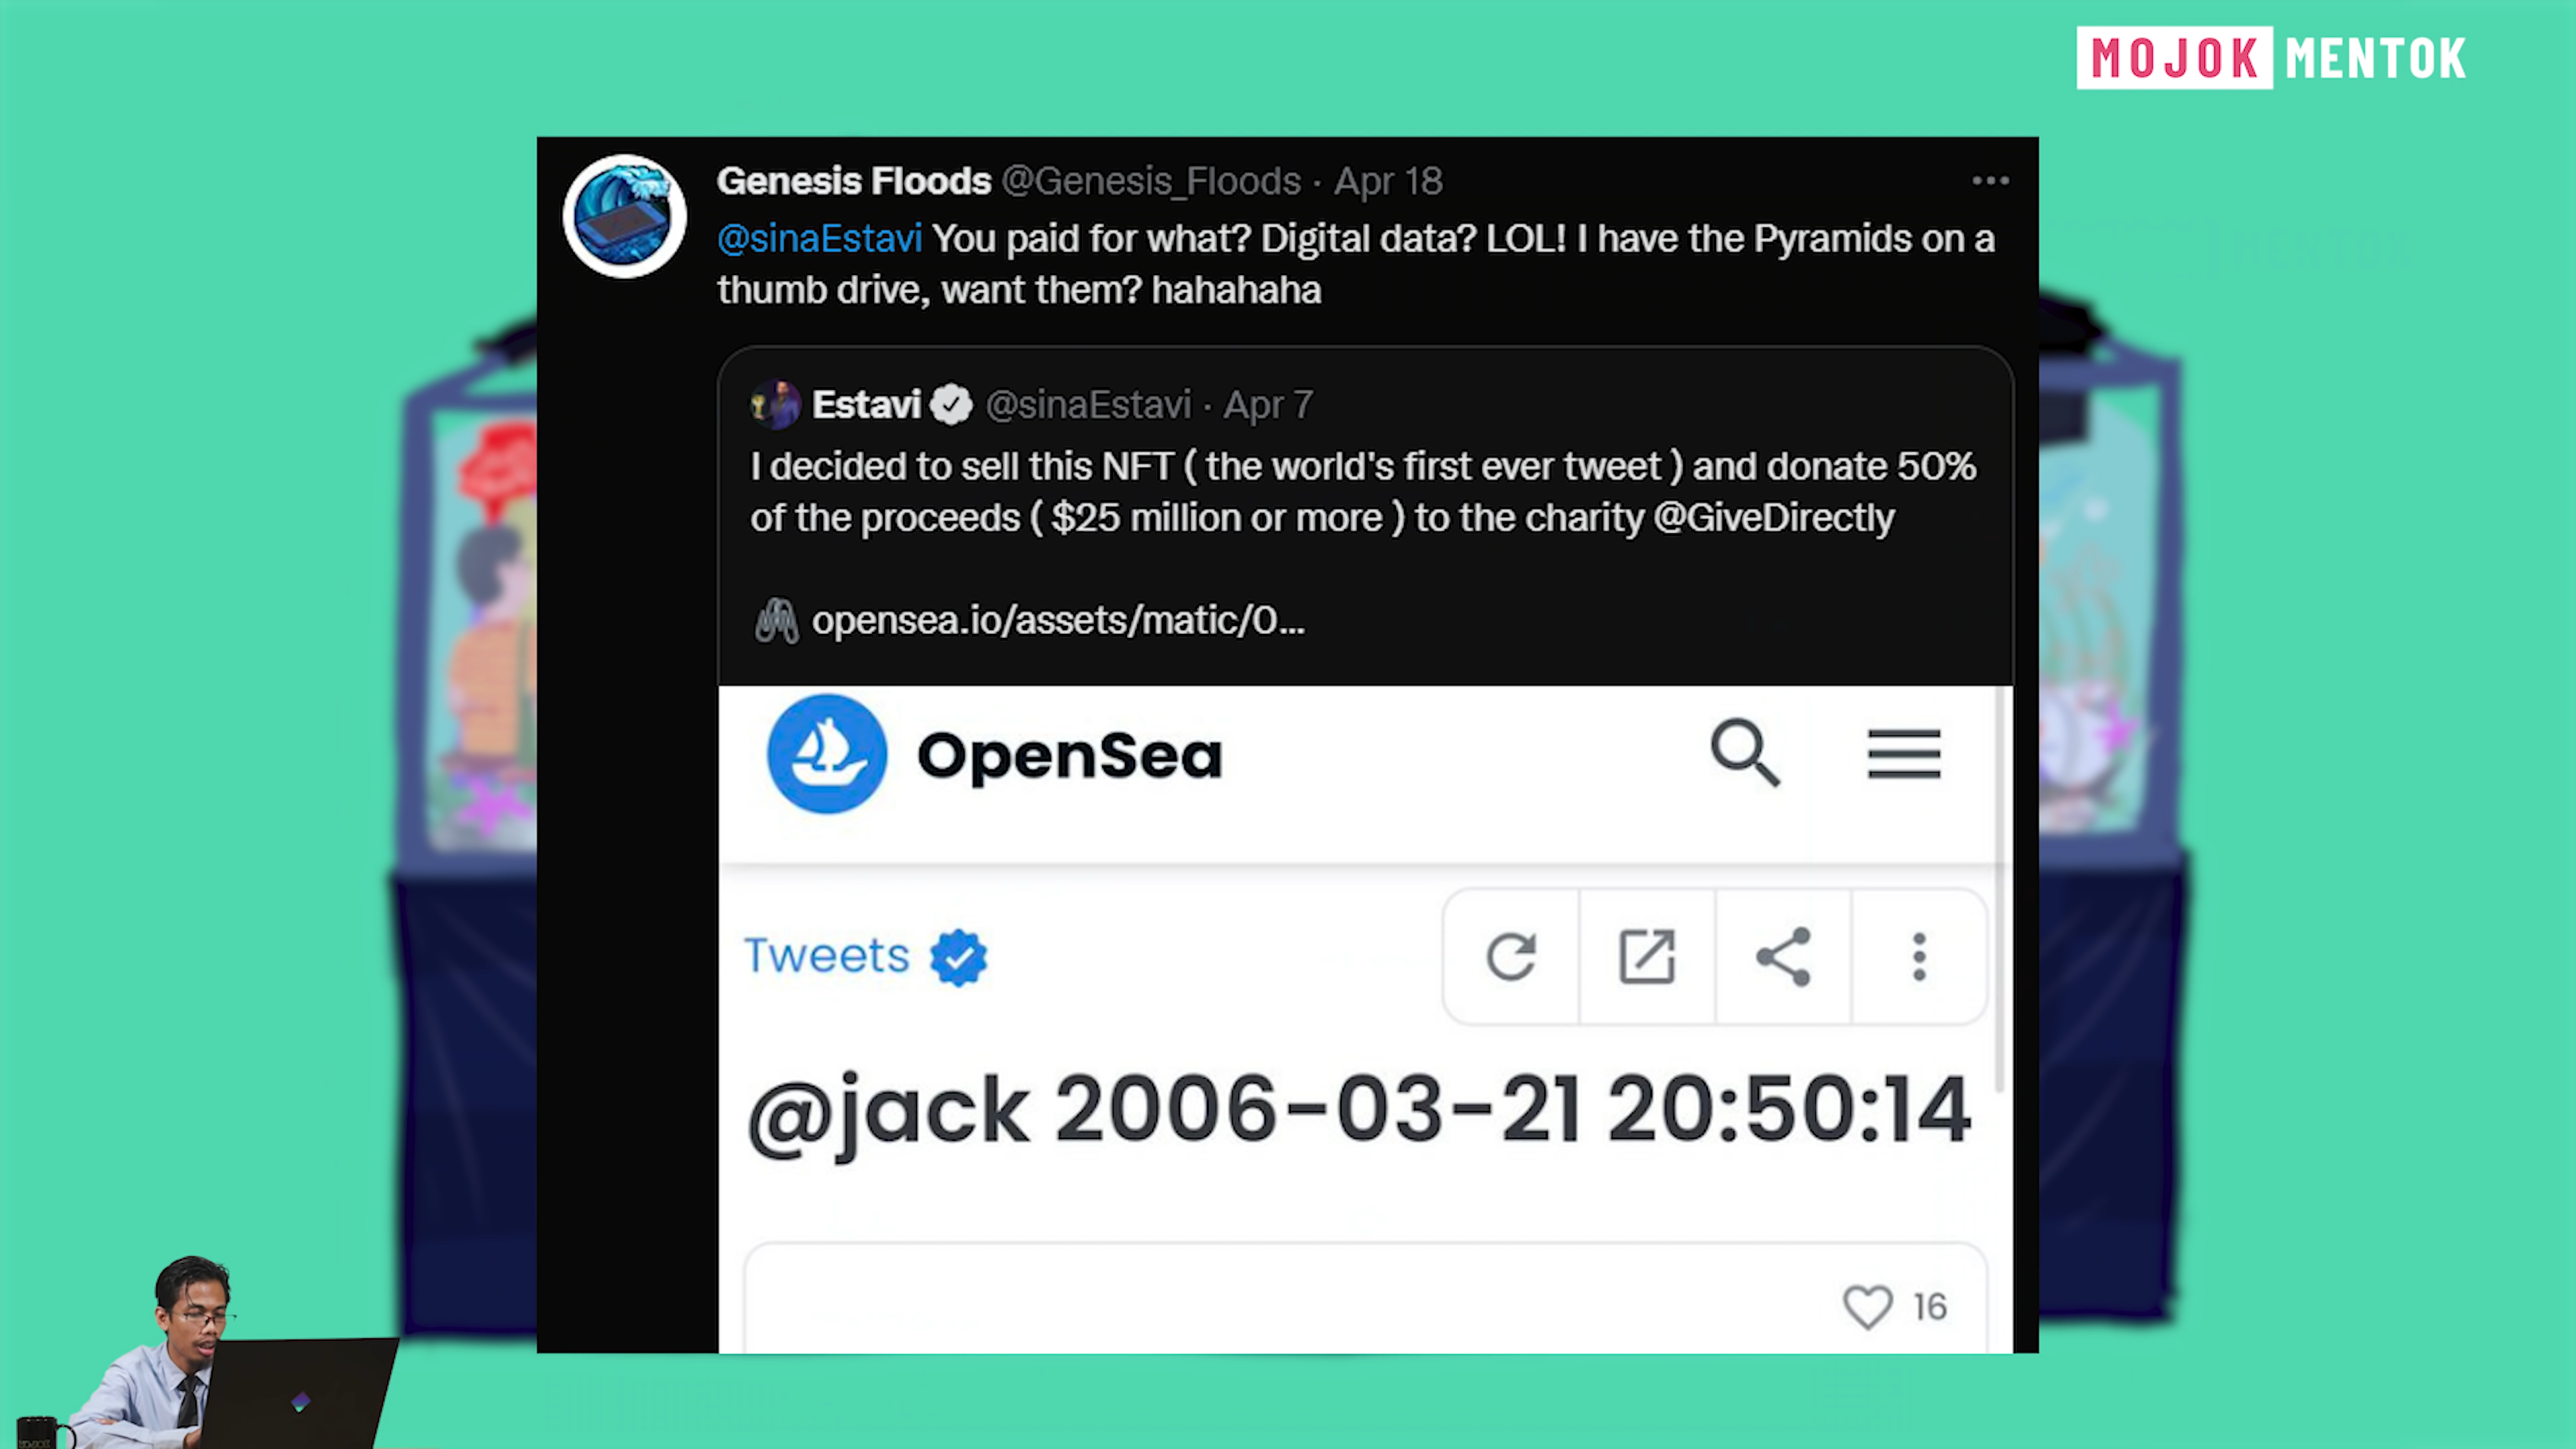 MOJOK MENTOK
Genesis Floods @Genesis_Floods · Apr 18
@sinaEstavi You paid for what? Digital data? LOL! I have the Pyramids on a
thumb drive, want them? hahahaha
Estavi @sinaEstavi · Apr 7
I decided to sell this NFT ( the world's first ever tweet ) and donate 50%
of the proceeds ( $25 million or more ) to the charity @GiveDirectly
🖇 opensea.io/assets/matic/0...
OpenSea
Tweets
@jack 2006-03-21 20:50:14
16